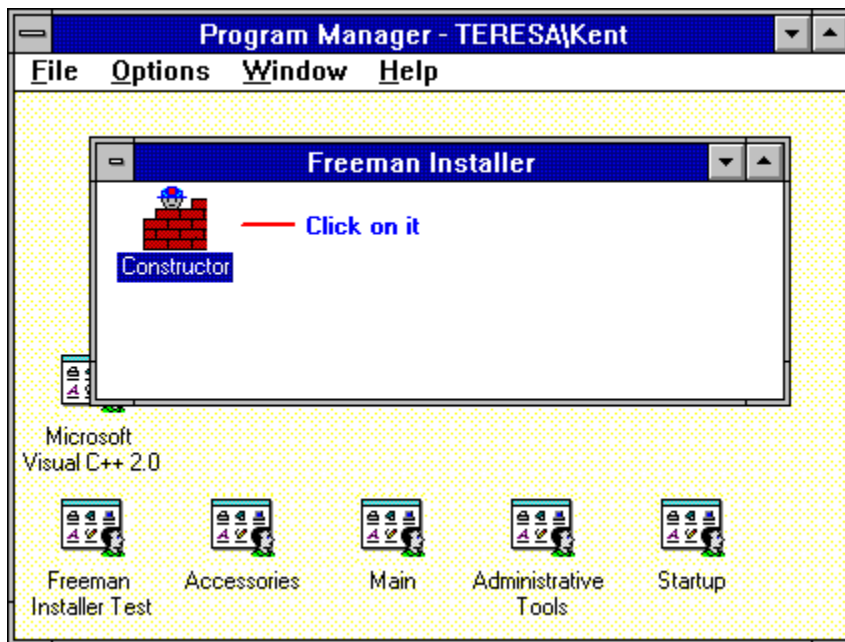 Program Manager - TERESA\Kent
File Options Window Help
Freeman Installer
Click on it
Constructor
Microsoft
Visual C++ 2.0
Freeman
Installer Test
Accessories
Main
Administrative
Tools
Startup